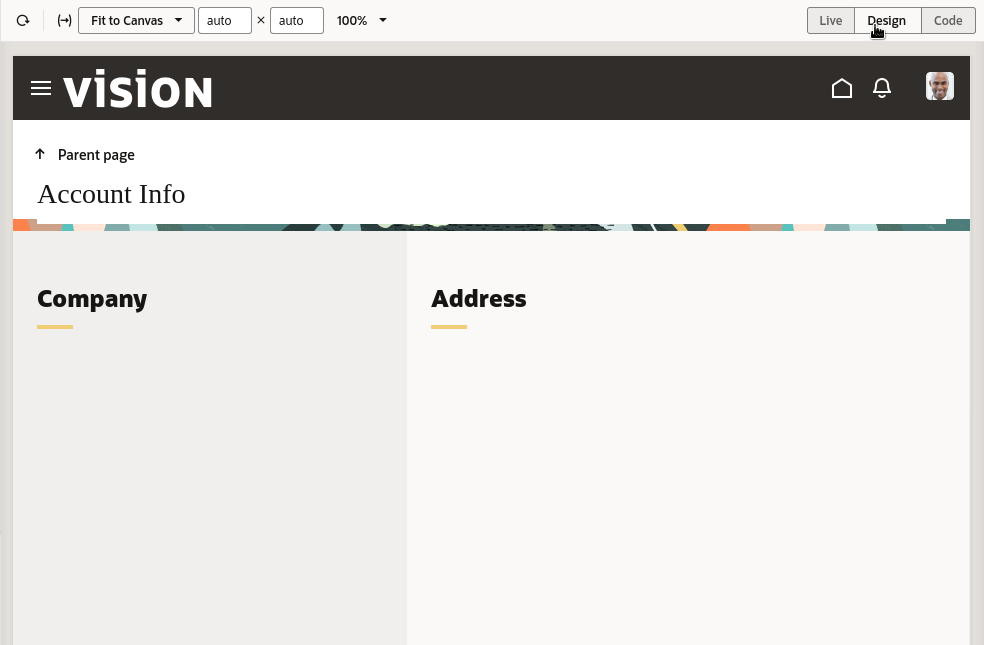 Fit to Canvas auto × auto 100% Live Design Code
vision
Parent page
Account Info
Company Address